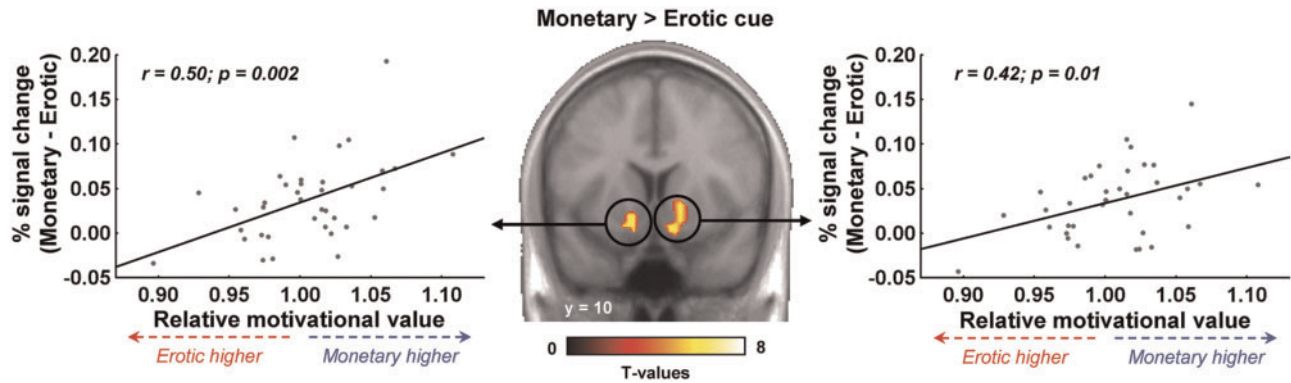 Monetary > Erotic cue
% signal change
(Monetary - Erotic)
0.20
0.15
0.10
0.05
0.00
-0.05
r = 0.50; p = 0.002
0.90
0.95
1.00
1.05
1.10
Relative motivational value
Erotic higher
Monetary higher
y = 10
0
8
T-values
% signal change
(Monetary - Erotic)
0.20
0.15
0.10
0.05
0.00
-0.05
r = 0.42; p = 0.01
0.90
0.95
1.00
1.05
1.10
Relative motivational value
Erotic higher
Monetary higher